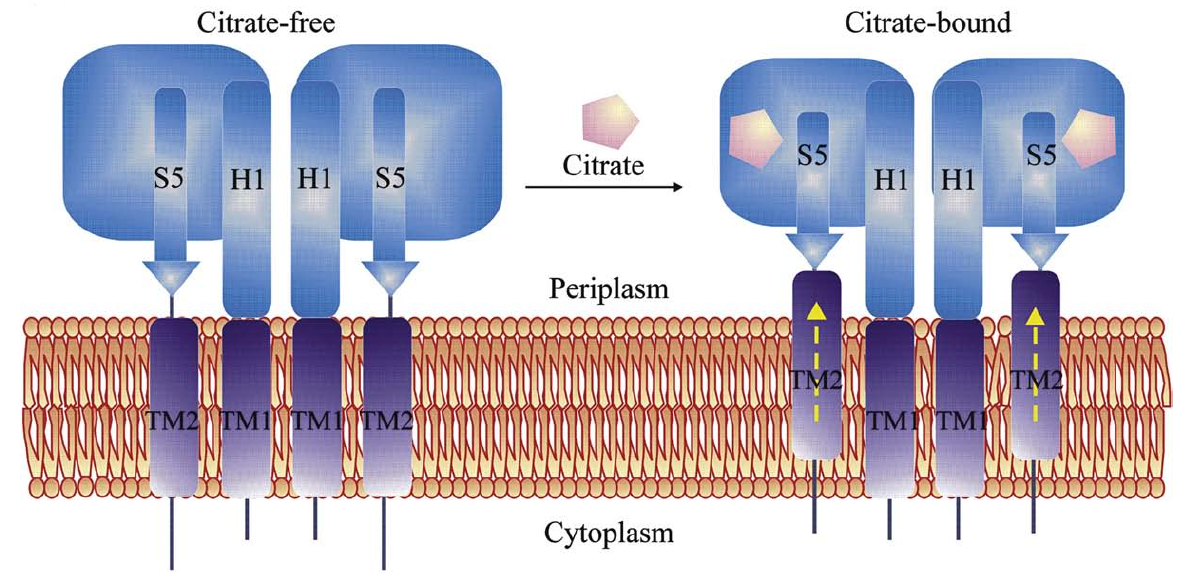 Citrate-free
Citrate-bound
S5
H1
H1
S5
Citrate
S5
H1
H1
S5
Periplasm
TM2
TM1
TM1
TM2
TM2
TM1
TM1
TM2
Cytoplasm